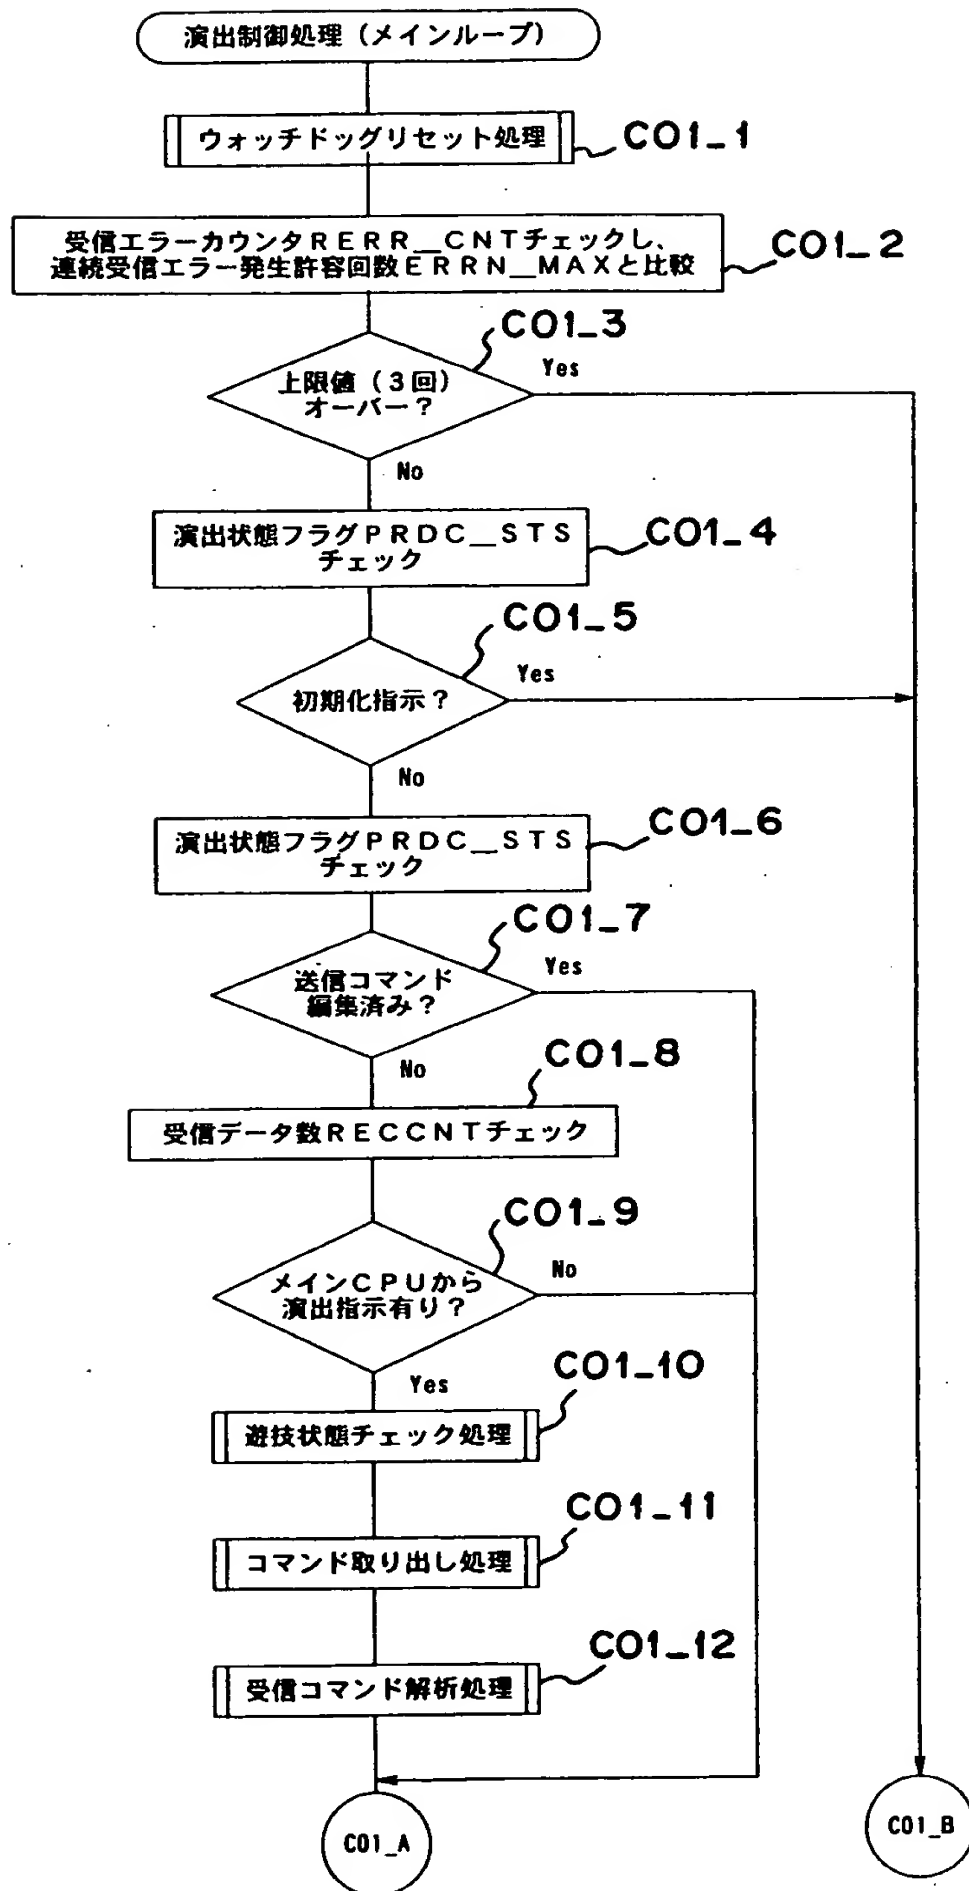 演出制御処理（メインループ）
ウォッチドッグリセット処理
C01_1
受信エラーカウンタＲＥＲＲ＿ＣＮＴチェックし、
連続受信エラー発生許容回数ＥＲＲＮ＿ＭＡＸと比較
C01_2
C01_3
上限値（３回）
オーバー？
Yes
No
演出状態フラグＰＲＤＣ＿ＳＴＳ
チェック
C01_4
C01_5
初期化指示？
Yes
No
演出状態フラグＰＲＤＣ＿ＳＴＳ
チェック
C01_6
C01_7
送信コマンド
編集済み？
Yes
No
C01_8
受信データ数ＲＥＣＣＮＴチェック
C01_9
メインＣＰＵから
演出指示有り？
No
Yes
C01_10
遊技状態チェック処理
C01_11
コマンド取り出し処理
C01_12
受信コマンド解析処理
C01_A
C01_B